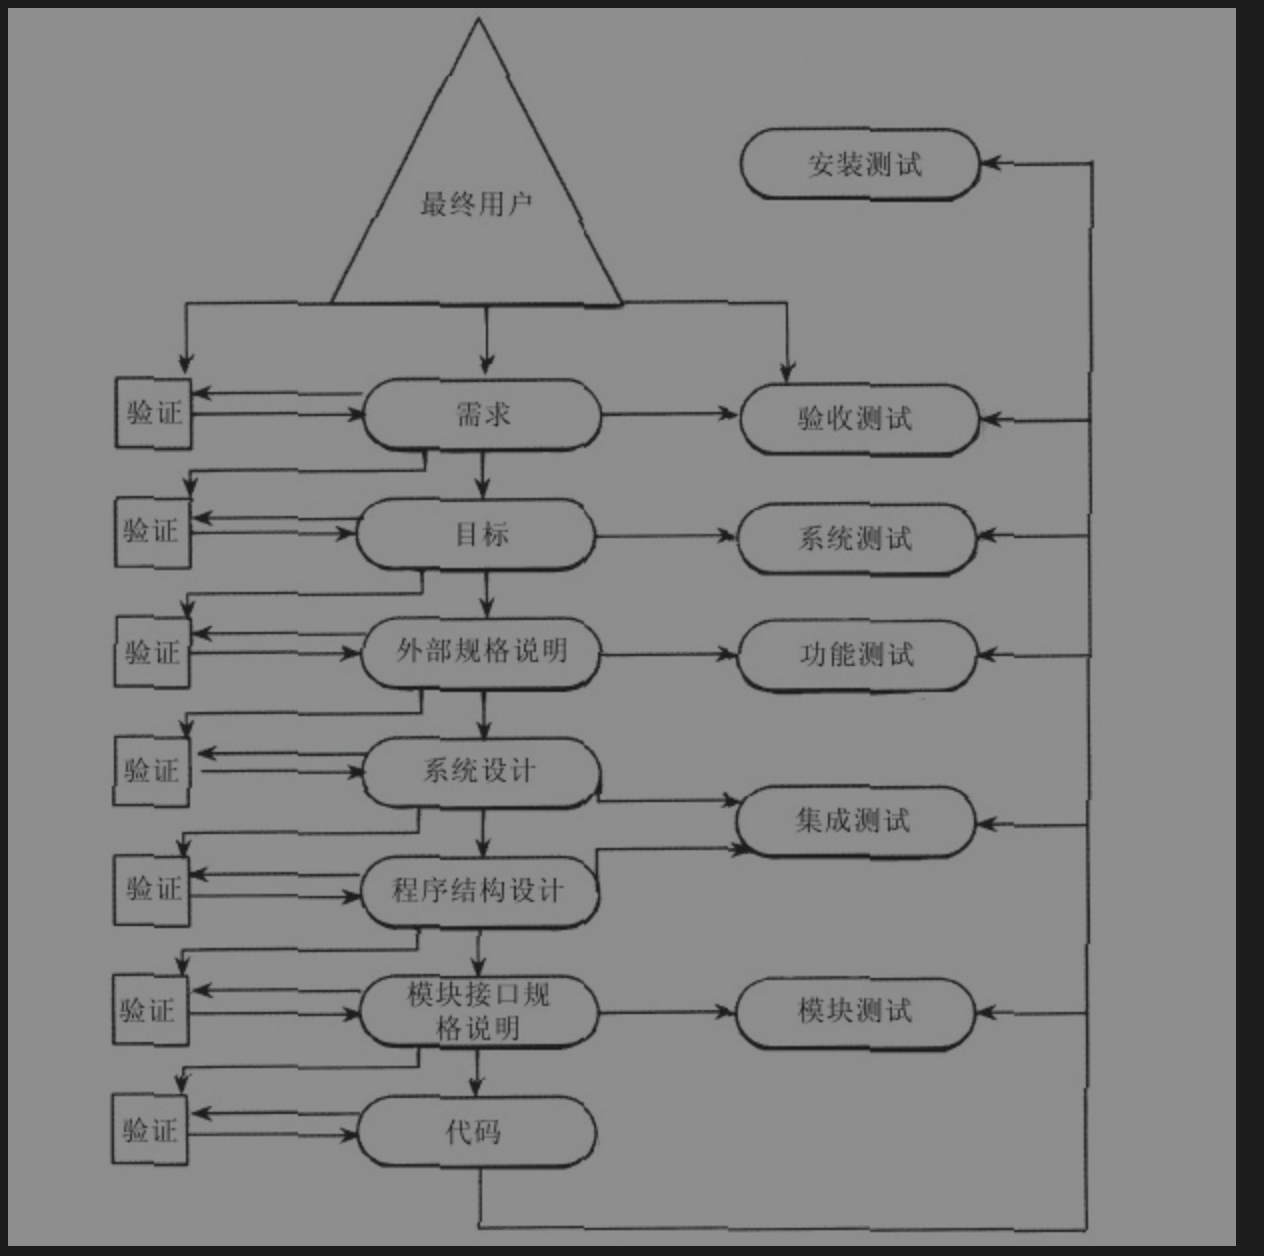 最终用户
安装测试
验证
需求
验收测试
验证
目标
系统测试
验证
外部规格说明
功能测试
验证
系统设计
集成测试
验证
程序结构设计
验证
模块接口规
格说明
模块测试
验证
代码